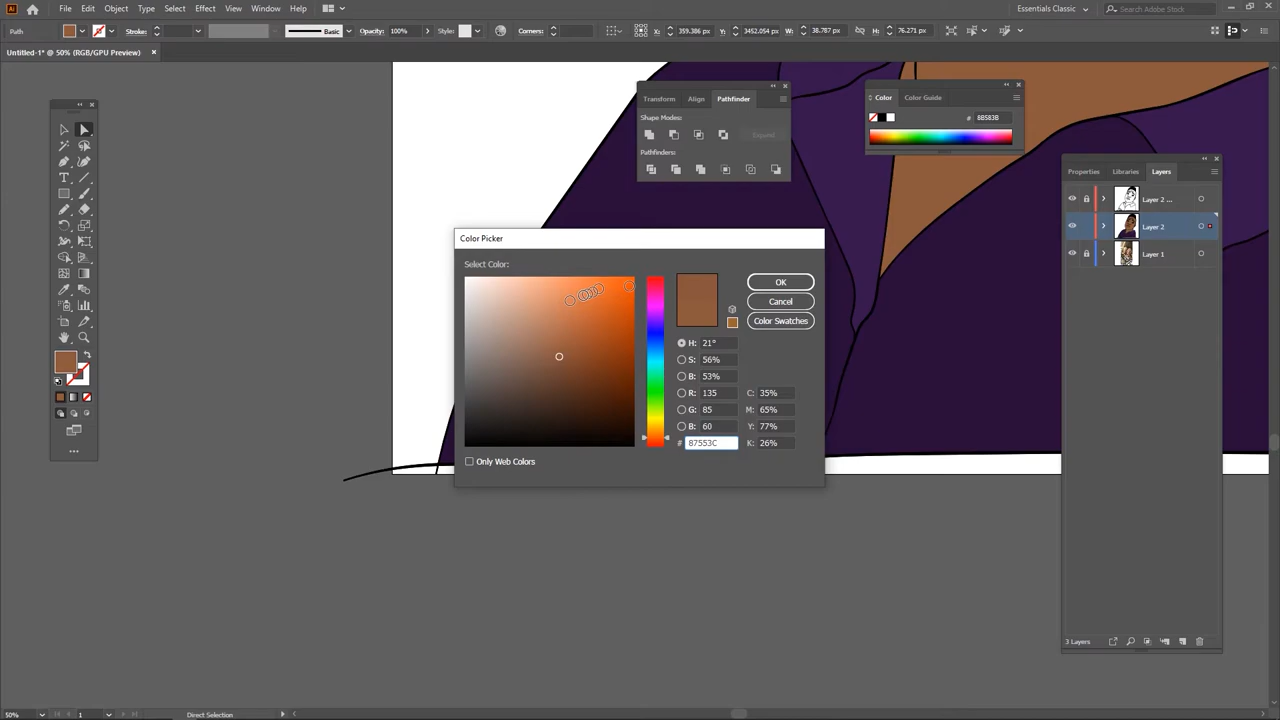 Ai File Edit Object Type Select Effect View Window Help Essentials Classic Search Adobe Stock
Path Stroke: Basic Opacity: 100% Style: Corners: X: 359.386 px Y: 3452.054 px W: 38.787 px H: 76.271 px
Untitled-1* @ 50% (RGB/GPU Preview) ×
Transform Align Pathfinder
Shape Modes:
Expand
Pathfinders:
Color Color Guide
# 8B583B
Properties Libraries Layers
Layer 2 ...
Layer 2
Layer 1
3 Layers
Color Picker
Select Color:
OK
Cancel
Color Swatches
H: 21°
S: 56%
B: 53%
R: 135 C: 35%
G: 85 M: 65%
B: 60 Y: 77%
# 87553C K: 26%
Only Web Colors
50% 1 Direct Selection